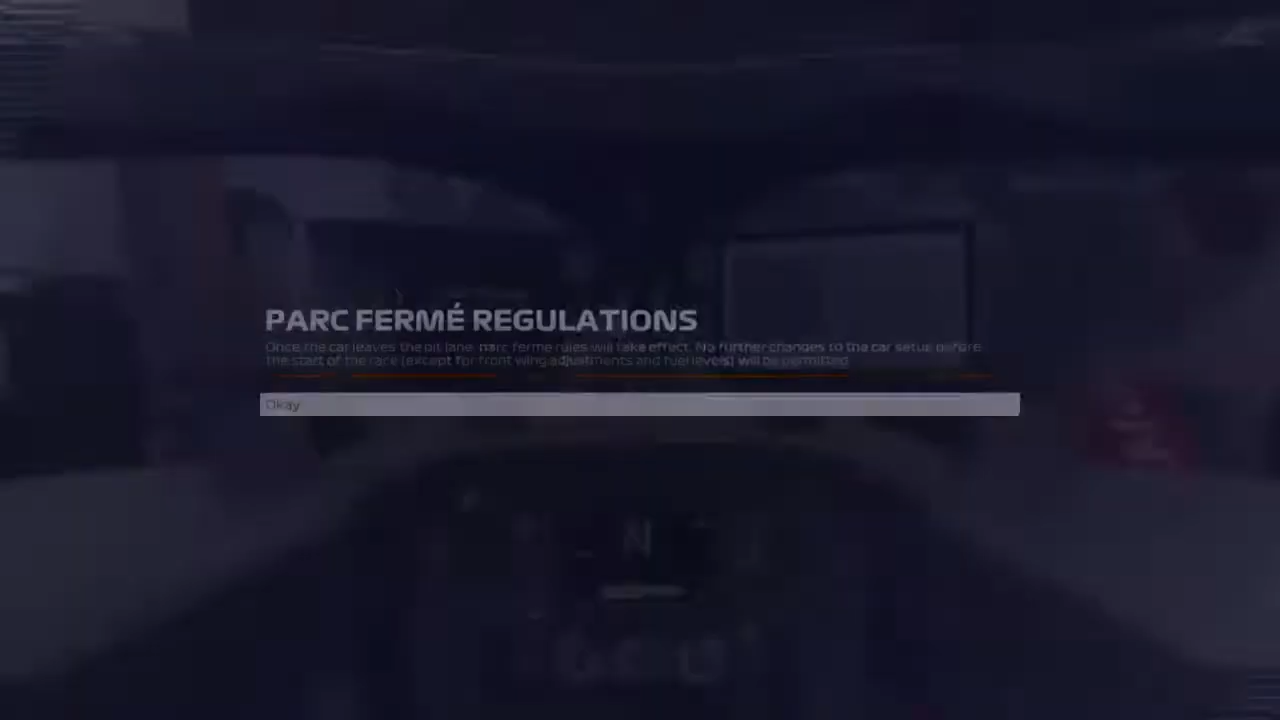 PARC FERMÉ REGULATIONS
Once the car leaves the pit lane, parc ferme rules will take effect. No further changes to the car setup before
the start of the race (except for front wing adjustments and fuel levels) will be permitted.
Okay
N